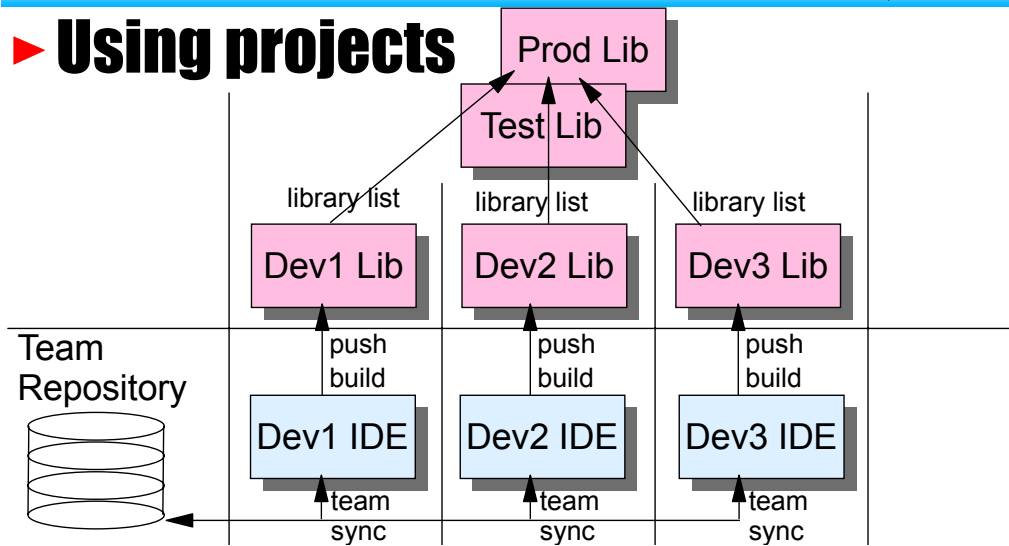 Using projects
Prod Lib
Test Lib
library list
library list
library list
Dev1 Lib
Dev2 Lib
Dev3 Lib
Team
Repository
push
build
push
build
push
build
Dev1 IDE
Dev2 IDE
Dev3 IDE
team
sync
team
sync
team
sync